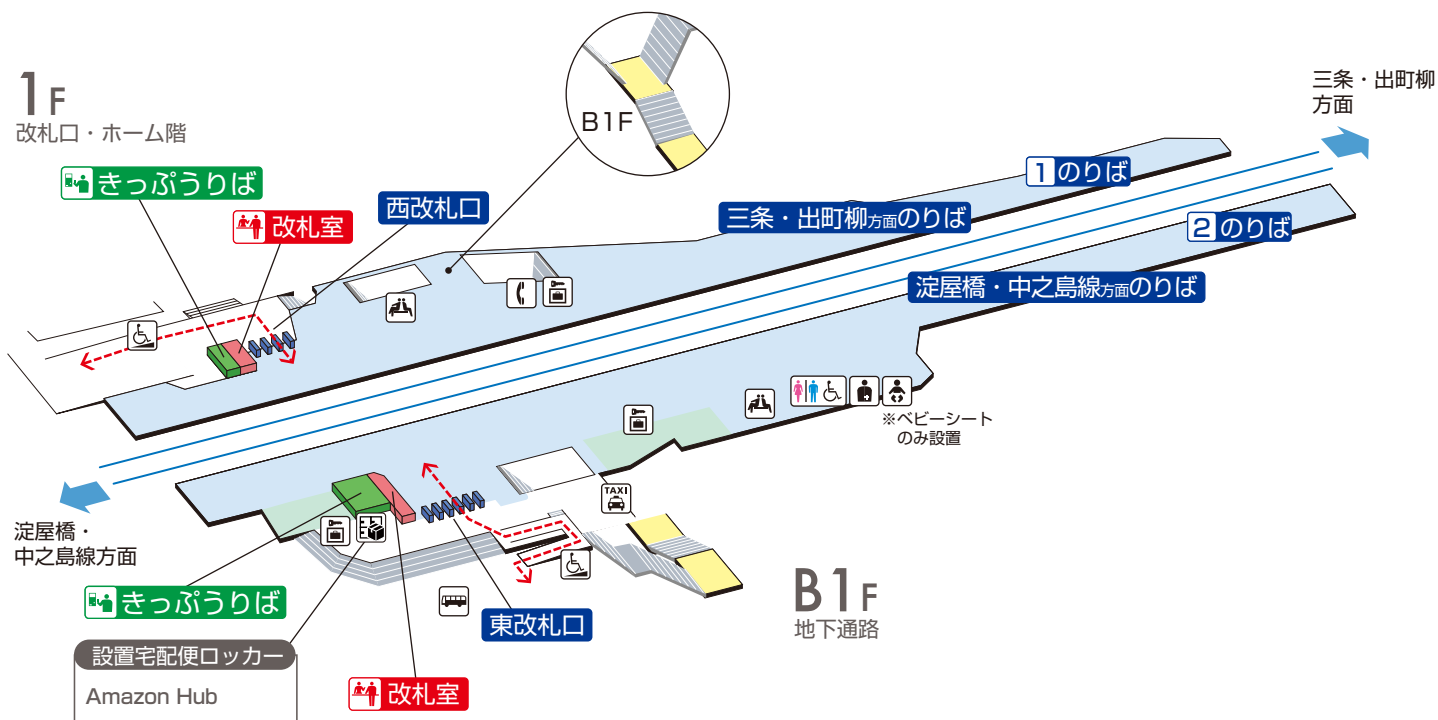 1F
改札口・ホーム階
B1F
三条・出町柳
方面
きっぷうりば
改札室
西改札口
1のりば
三条・出町柳方面のりば
2のりば
淀屋橋・中之島線方面のりば
※ベビーシート
のみ設置
TAXI
淀屋橋・
中之島線方面
きっぷうりば
東改札口
B1F
地下通路
設置宅配便ロッカー
Amazon Hub
改札室